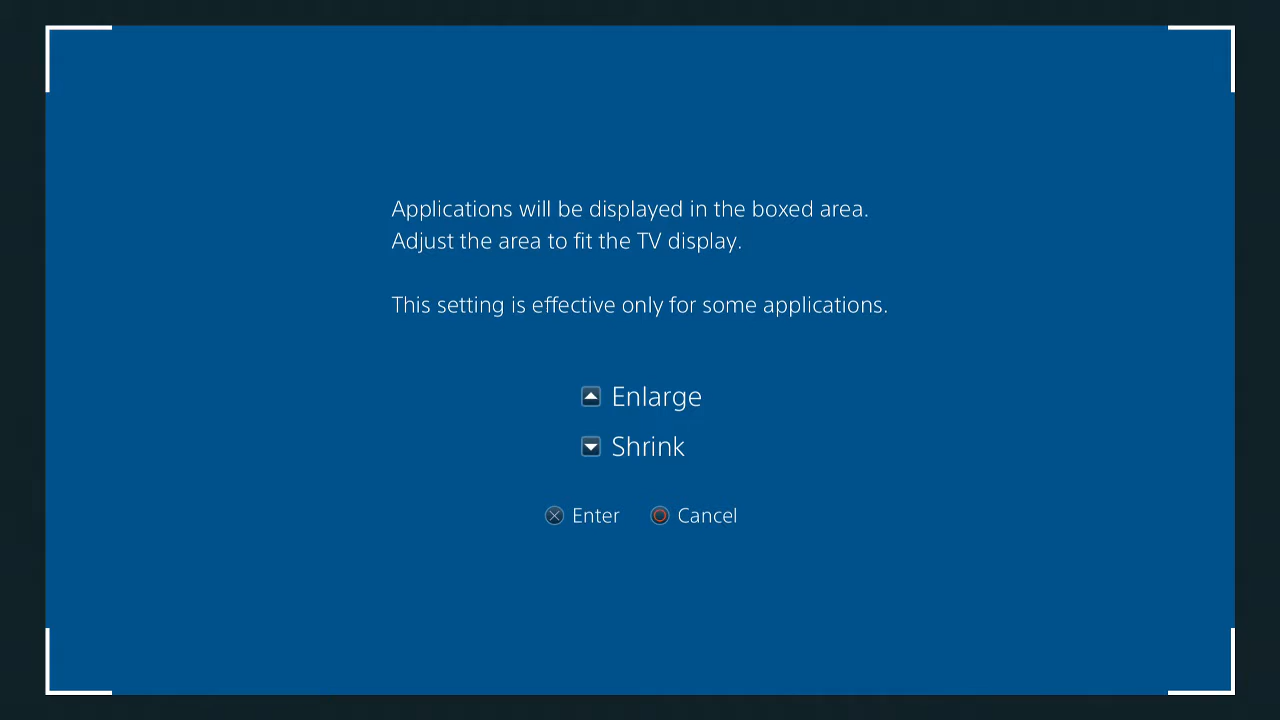 Applications will be displayed in the boxed area.
Adjust the area to fit the TV display.
This setting is effective only for some applications.
Enlarge
Shrink
Enter Cancel